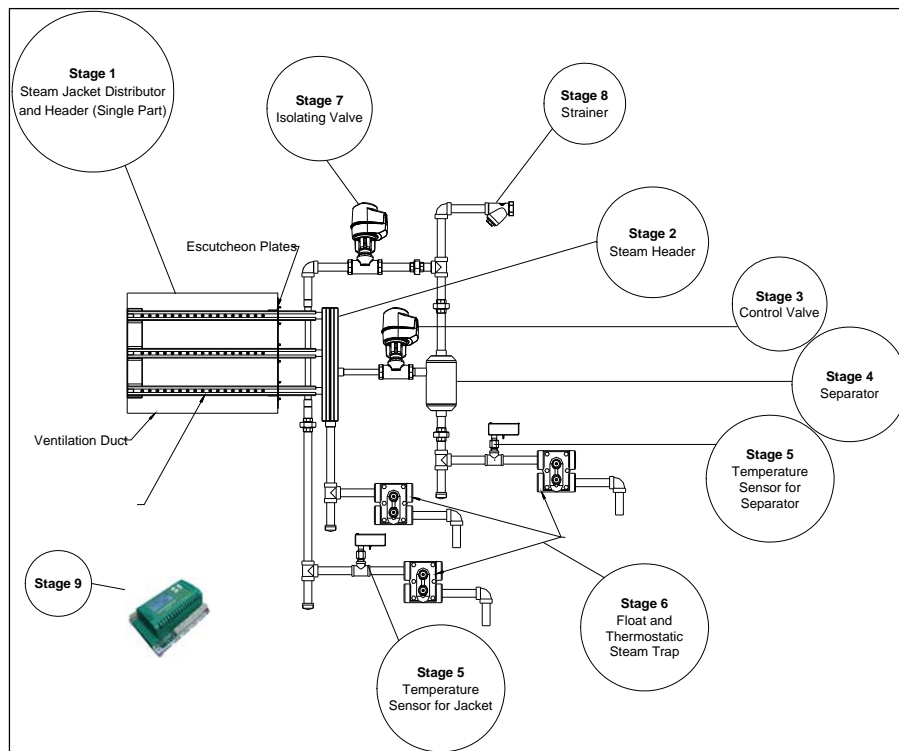 Stage 1
Steam Jacket Distributor
and Header (Single Part)
Stage 7
Isolating Valve
Stage 8
Strainer
Escutcheon Plates
Stage 2
Steam Header
Stage 3
Control Valve
Stage 4
Separator
Ventilation Duct
Stage 5
Temperature
Sensor for
Separator
Stage 9
Stage 6
Float and
Thermostatic
Steam Trap
Stage 5
Temperature
Sensor for Jacket